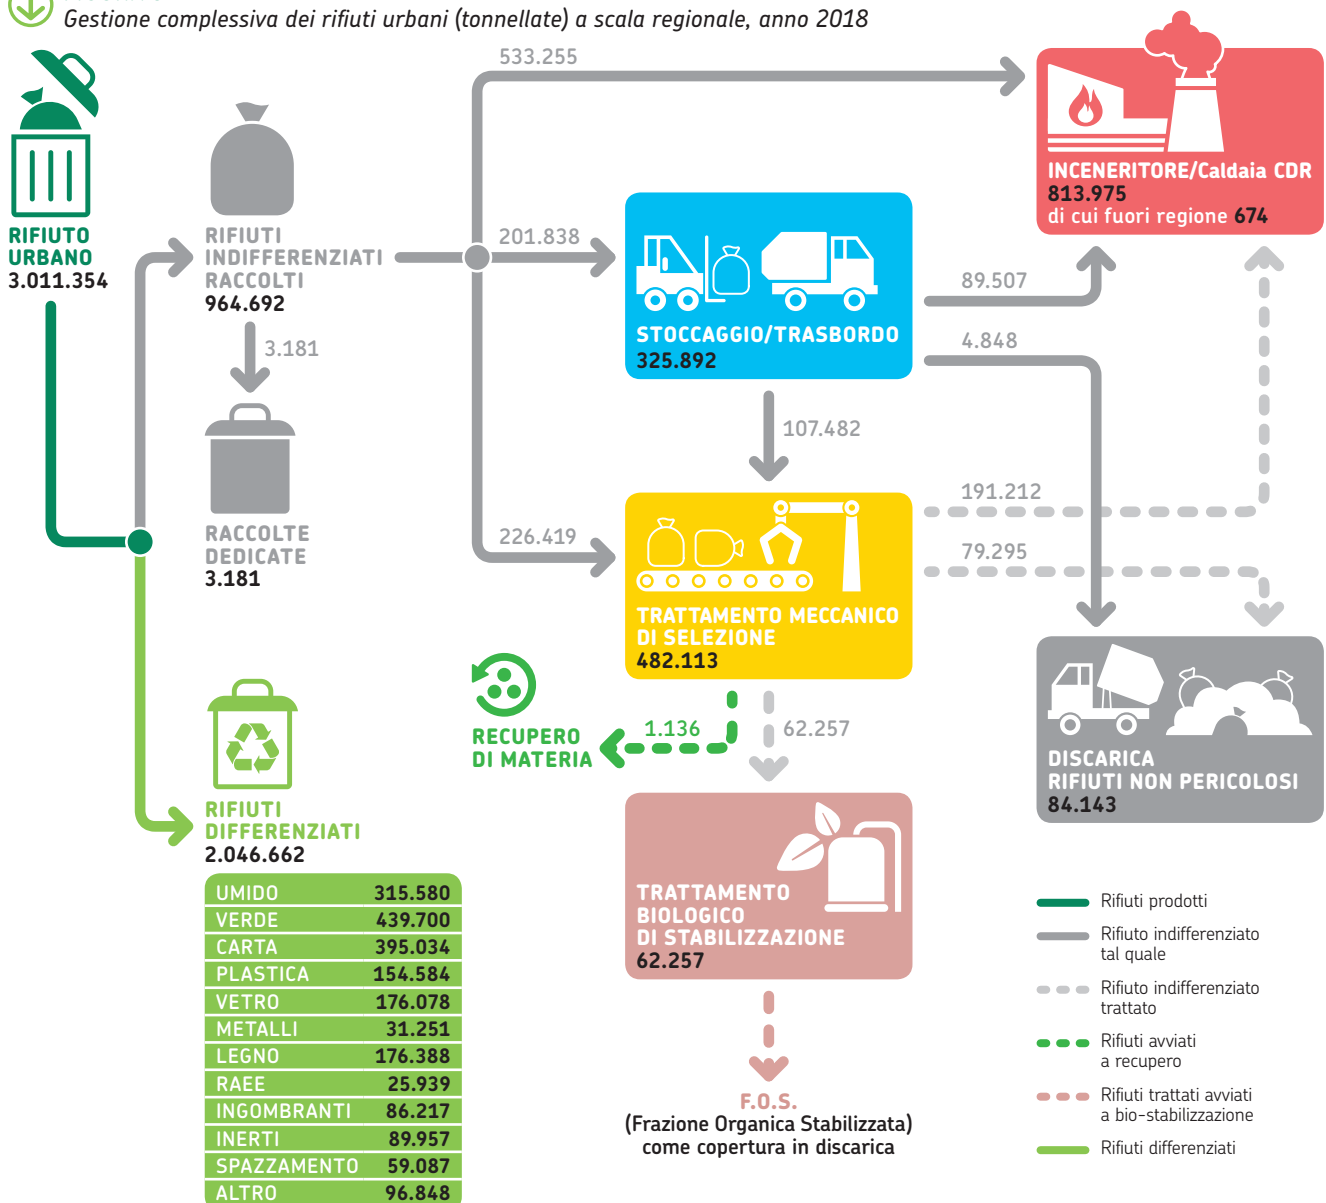 Gestione complessiva dei rifiuti urbani (tonnellate) a scala regionale, anno 2018
533.255
INCENERITORE/Caldaia CDR
813.975
di cui fuori regione 674
RIFIUTO
URBANO
3.011.354
RIFIUTI
INDIFFERENZIATI
RACCOLTI
964.692
201.838
STOCCAGGIO/TRASBORDO
325.892
89.507
4.848
3.181
107.482
RACCOLTE
DEDICATE
3.181
226.419
TRATTAMENTO MECCANICO
DI SELEZIONE
482.113
191.212
79.295
RECUPERO
DI MATERIA
1.136
62.257
DISCARICA
RIFIUTI NON PERICOLOSI
84.143
RIFIUTI
DIFFERENZIATI
2.046.662
UMIDO 315.580
VERDE 439.700
CARTA 395.034
PLASTICA 154.584
VETRO 176.078
METALLI 31.251
LEGNO 176.388
RAEE 25.939
INGOMBRANTI 86.217
INERTI 89.957
SPAZZAMENTO 59.087
ALTRO 96.848
TRATTAMENTO
BIOLOGICO
DI STABILIZZAZIONE
62.257
F.O.S.
(Frazione Organica Stabilizzata)
come copertura in discarica
Rifiuti prodotti
Rifiuto indifferenziato
tal quale
Rifiuto indifferenziato
trattato
Rifiuti avviati
a recupero
Rifiuti trattati avviati
a bio-stabilizzazione
Rifiuti differenziati